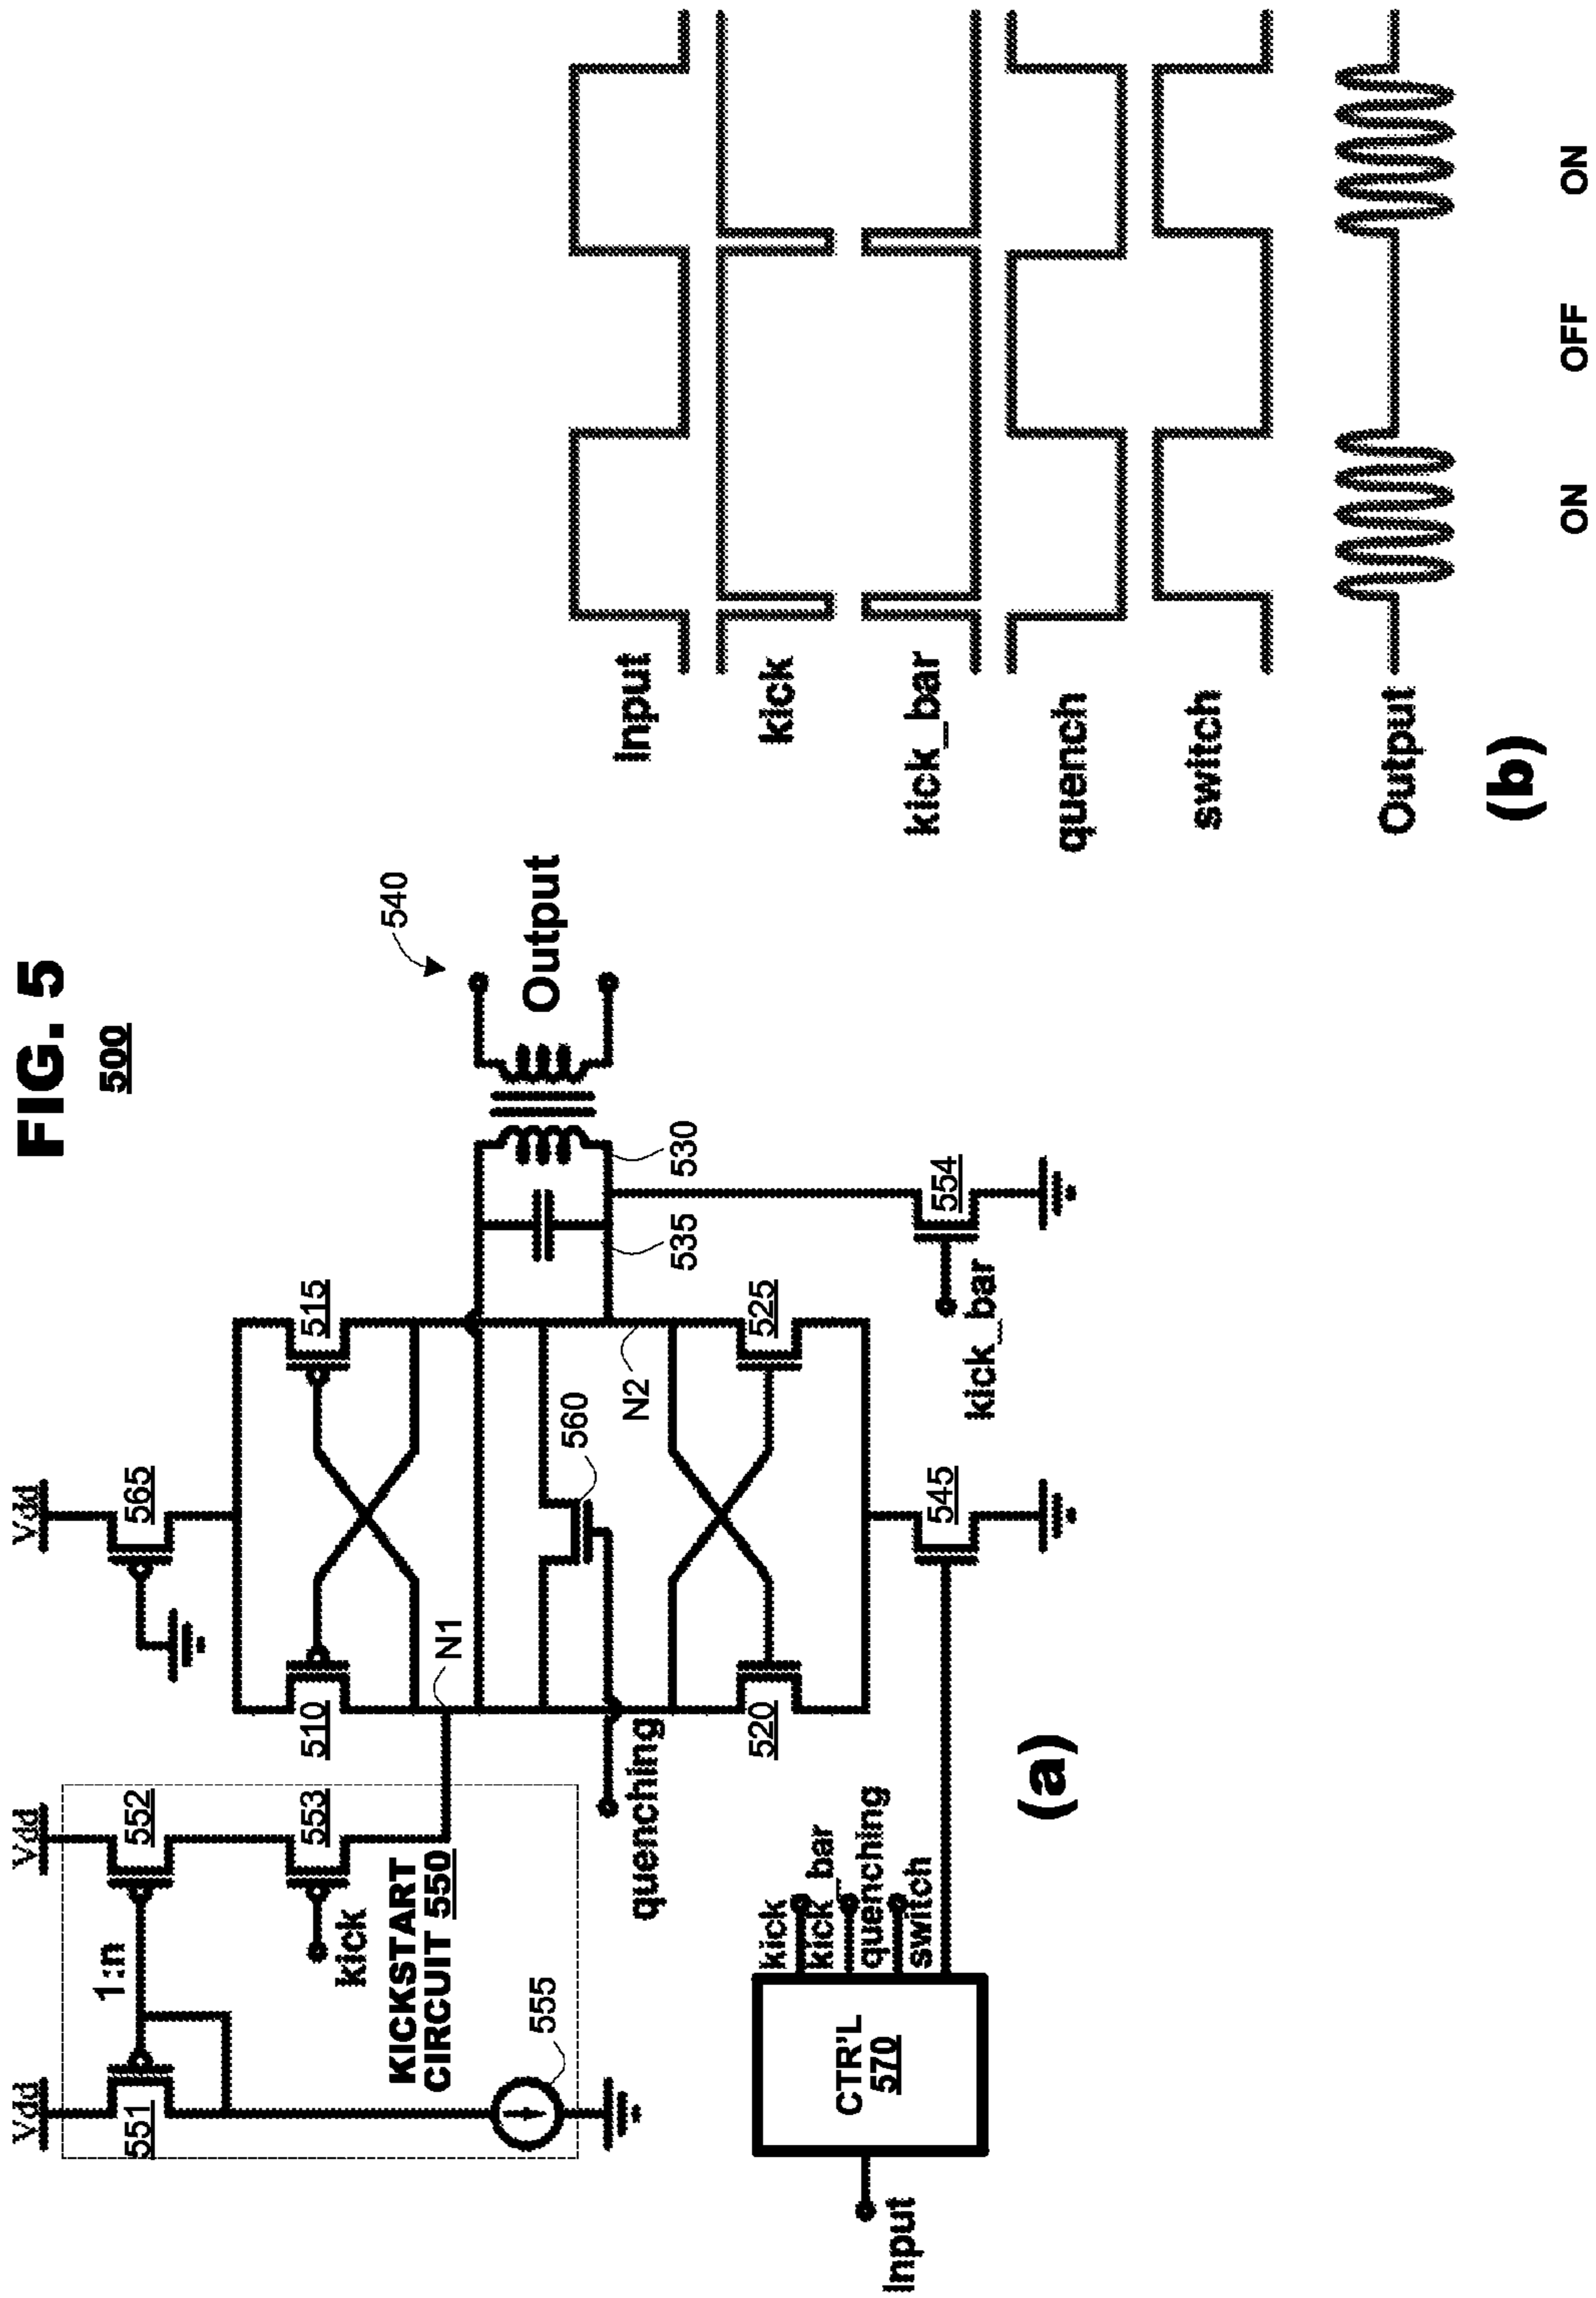 FIG. 5
500
Vdd
Vdd
Vdd
551
1:n
552
553
kick
KICKSTART
CIRCUIT 550
555
565
510
515
N1
N2
quenching
560
520
525
535
530
540
Output
Input
CTR'L
570
kick
kick_bar
quenching
switch
545
554
kick_bar
(a)
Input
kick
kick_bar
quench
switch
Output
ON
OFF
ON
(b)